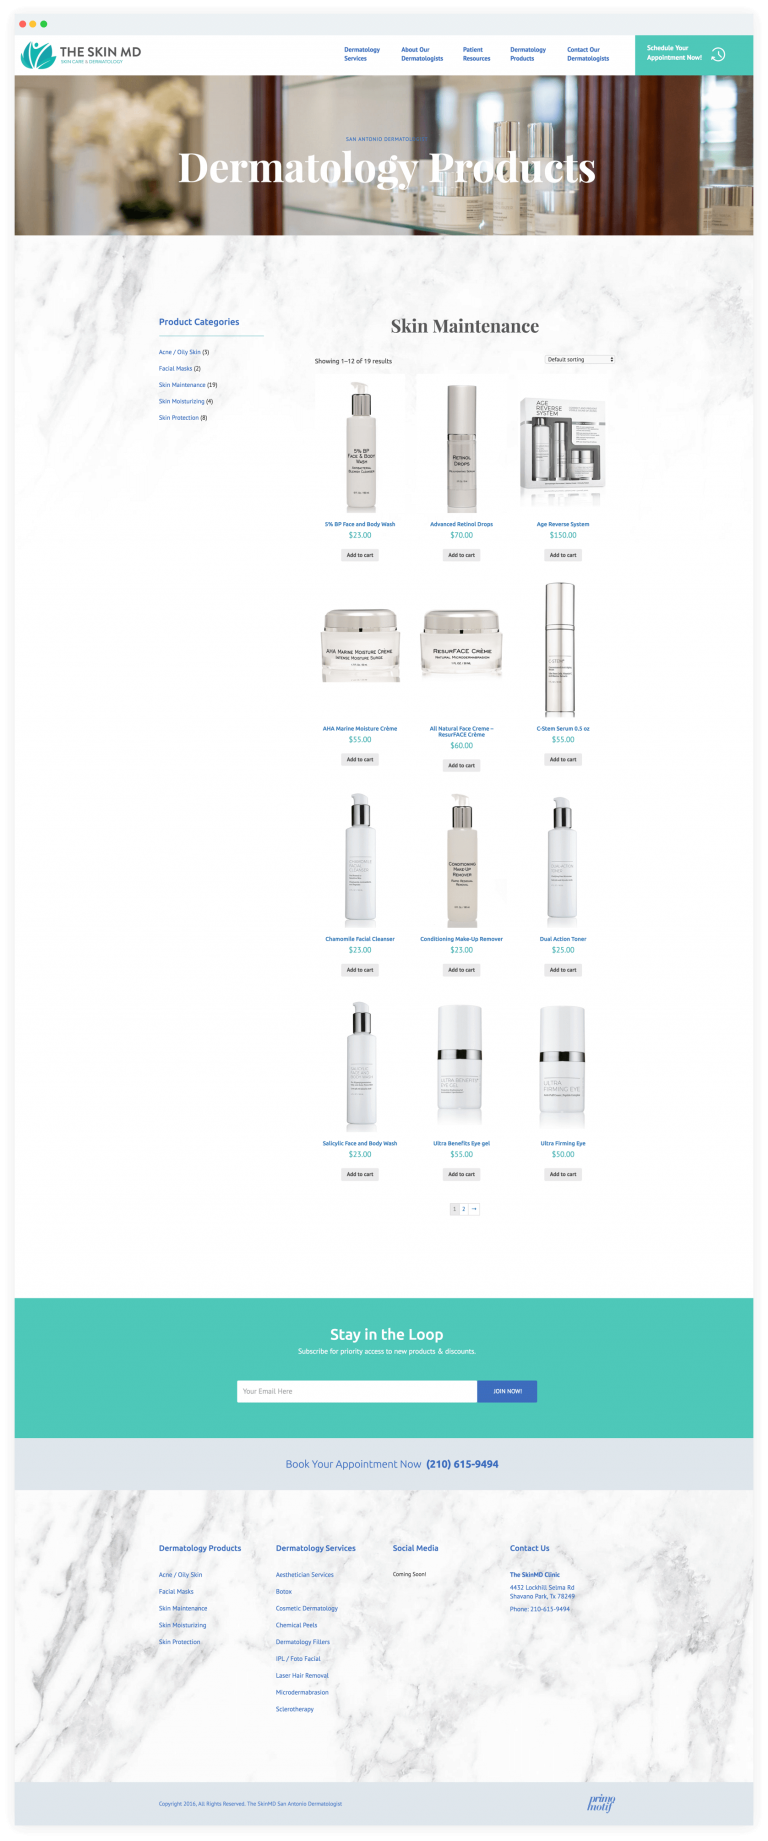 THE SKIN MD
SKIN CARE & DERMATOLOGY
Dermatology
Services
About Our
Dermatologists
Patient
Resources
Dermatology
Products
Contact Our
Dermatologists
Schedule Your
Appointment Now!
SAN ANTONIO
Dermatology Products
Product Categories
Acne / Oily Skin (5)
Facial Masks (2)
Skin Maintenance (19)
Skin Moisturizing (4)
Skin Protection (8)
Skin Maintenance
Showing 1–12 of 19 results
Default sorting
5% BP
FACE & BODY
WASH
RETINOL
DROPS
AGE
REVERSE
SYSTEM
5% BP Face and Body Wash
$23.00
Add to cart
Advanced Retinol Drops
$70.00
Add to cart
Age Reverse System
$150.00
Add to cart
AHA MARINE MOISTURE CRÈME
INTENSE MOISTURE SURGE
RESURFACE CRÈME
NATURAL MICRODERMABRASION
C-STEM
AHA Marine Moisture Crème
$55.00
Add to cart
All Natural Face Creme –
ResurFACE Crème
$60.00
Add to cart
C-Stem Serum 0.5 oz
$55.00
Add to cart
CHAMOMILE
FACIAL
CLEANSER
CONDITIONING
MAKE-UP
REMOVER
DUAL ACTION
TONER
Chamomile Facial Cleanser
$23.00
Add to cart
Conditioning Make-Up Remover
$23.00
Add to cart
Dual Action Toner
$25.00
Add to cart
ULTRA BENEFITS
EYE GEL
ULTRA
FIRMING EYE
Salicylic Face and Body Wash
$23.00
Add to cart
Ultra Benefits Eye gel
$55.00
Add to cart
Ultra Firming Eye
$50.00
Add to cart
1 2 →
Stay in the Loop
Subscribe for priority access to new products & discounts.
Your Email Here
JOIN NOW!
Book Your Appointment Now (210) 615-9494
Dermatology Products
Acne / Oily Skin
Facial Masks
Skin Maintenance
Skin Moisturizing
Skin Protection
Dermatology Services
Aesthetician Services
Botox
Cosmetic Dermatology
Chemical Peels
Dermatology Fillers
IPL / Foto Facial
Laser Hair Removal
Microdermabrasion
Sclerotherapy
Social Media
Coming Soon!
Contact Us
The SkinMD Clinic
4432 Lockhill Selma Rd
Shavano Park, Tx 78249
Phone: 210-615-9494
Copyright 2016, All Rights Reserved. The SkinMD San Antonio Dermatologist
primo
motif